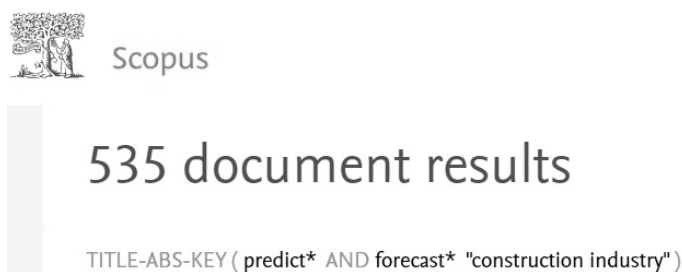 Scopus
535 document results
TITLE-ABS-KEY ( predict* AND forecast* "construction industry" )